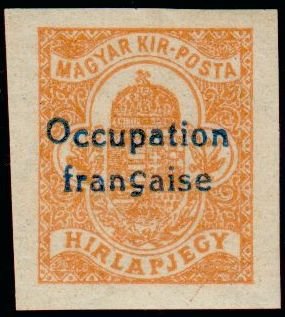 MAGYAR KIR-POSTA
Occupation
française
HIRLAPJEGY